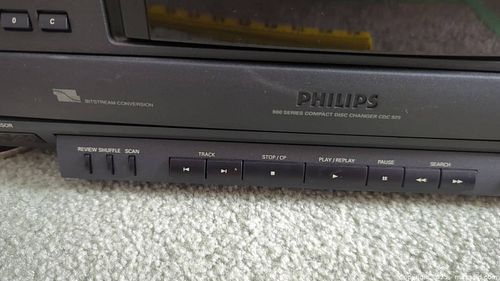 0 C
PHILIPS
BITSTREAM CONVERSION
900 SERIES COMPACT DISC CHANGER CDC 925
REVIEW SHUFFLE SCAN
TRACK
STOP/CP
PLAY/REPLAY
PAUSE
SEARCH